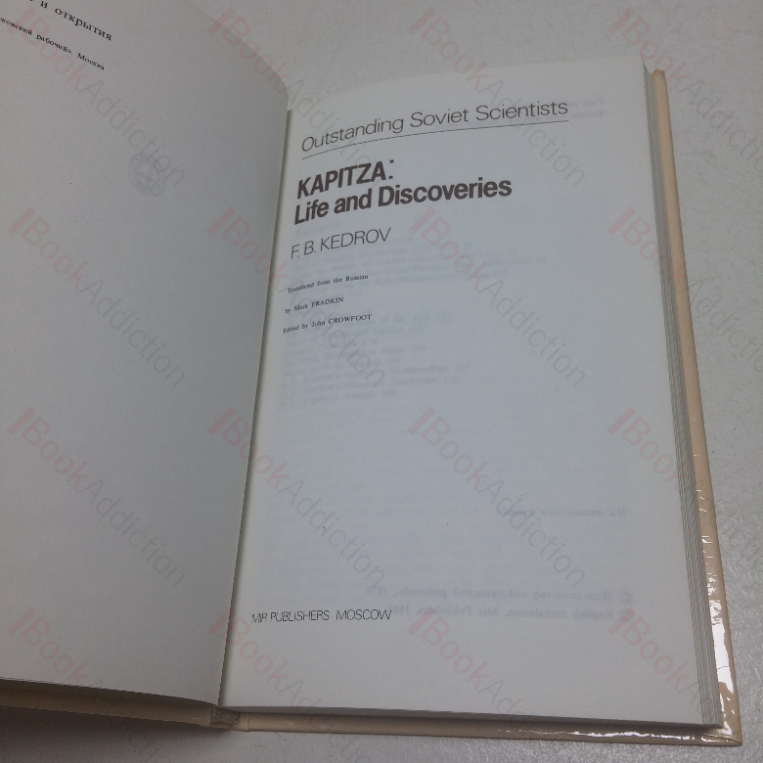 и открытия
рабочий», Москва
Outstanding Soviet Scientists
KAPITZA:
Life and Discoveries
F. B. KEDROV
Translated from the Russian
by Mark FRADKIN
Edited by John CROWFOOT
MIR PUBLISHERS MOSCOW
BookAddiction